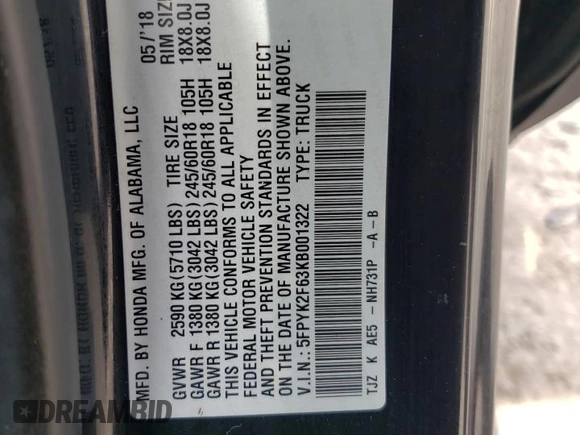 MFD. BY HONDA MFG. OF ALABAMA, LLC 05/'18
GVWR 2590 KG(5710 LBS) TIRE SIZE RIM SIZE
GAWR F 1380 KG(3042 LBS)245/60R18 105H 18X8.0J
GAWR R 1380 KG(3042 LBS)245/60R18 105H 18X8.0J
THIS VEHICLE CONFORMS TO ALL APPLICABLE
FEDERAL MOTOR VEHICLE SAFETY
AND THEFT PREVENTION STANDARDS IN EFFECT
ON THE DATE OF MANUFACTURE SHOWN ABOVE.
V.I.N.:5FPYK2F63KB001322 TYPE: TRUCK
TJZ K AE5 - NH731P -A-B
DREAMBID